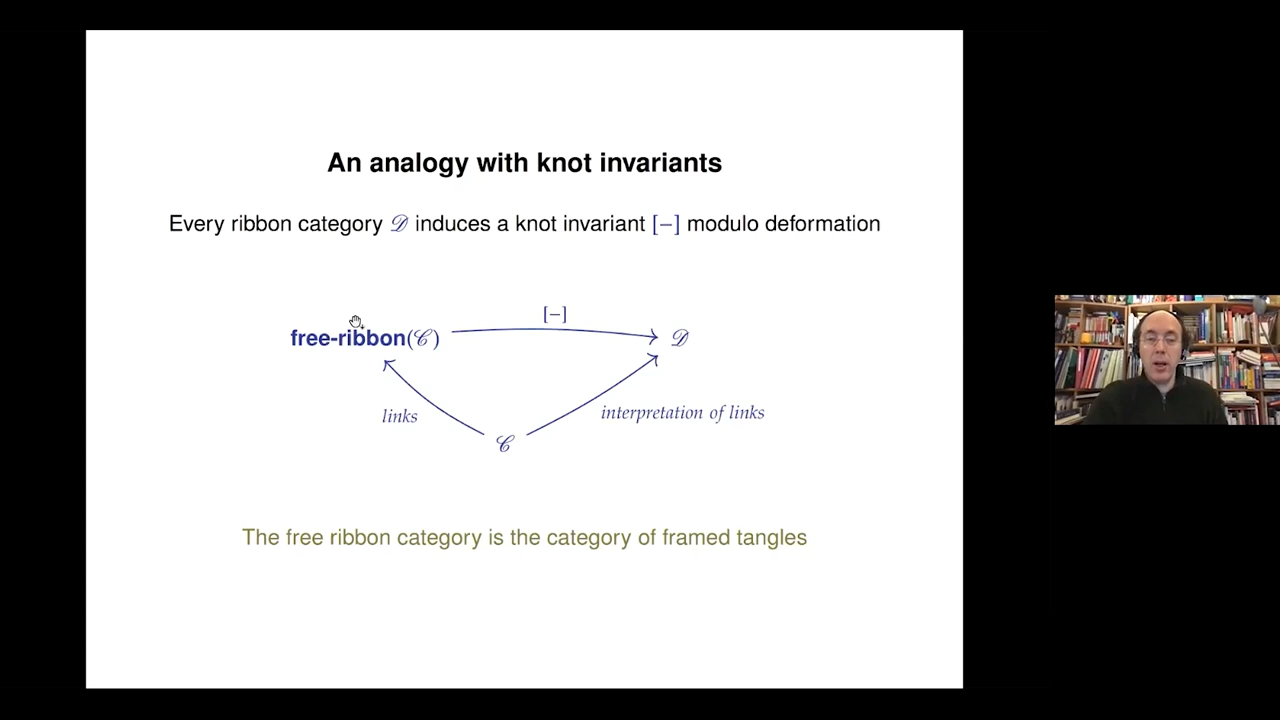 An analogy with knot invariants
Every ribbon category 𝒟 induces a knot invariant [−] modulo deformation
[−]
free-ribbon(𝒞) 𝒟
links interpretation of links
𝒞
The free ribbon category is the category of framed tangles